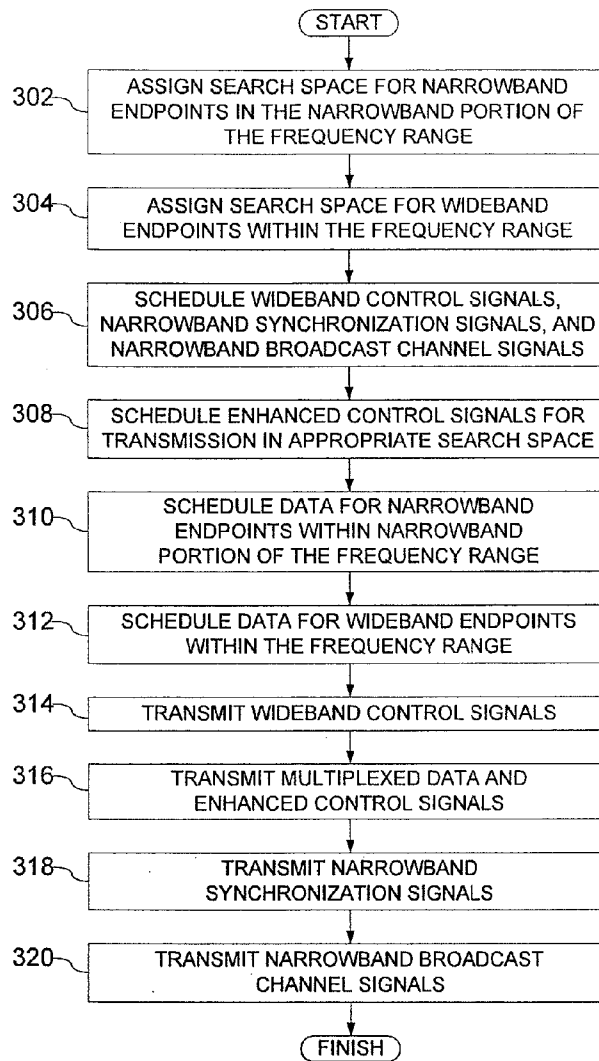 START
302
ASSIGN SEARCH SPACE FOR NARROWBAND
ENDPOINTS IN THE NARROWBAND PORTION OF
THE FREQUENCY RANGE
304
ASSIGN SEARCH SPACE FOR WIDEBAND
ENDPOINTS WITHIN THE FREQUENCY RANGE
306
SCHEDULE WIDEBAND CONTROL SIGNALS,
NARROWBAND SYNCHRONIZATION SIGNALS, AND
NARROWBAND BROADCAST CHANNEL SIGNALS
308
SCHEDULE ENHANCED CONTROL SIGNALS FOR
TRANSMISSION IN APPROPRIATE SEARCH SPACE
310
SCHEDULE DATA FOR NARROWBAND
ENDPOINTS WITHIN NARROWBAND
PORTION OF THE FREQUENCY RANGE
312
SCHEDULE DATA FOR WIDEBAND ENDPOINTS
WITHIN THE FREQUENCY RANGE
314
TRANSMIT WIDEBAND CONTROL SIGNALS
316
TRANSMIT MULTIPLEXED DATA AND
ENHANCED CONTROL SIGNALS
318
TRANSMIT NARROWBAND
SYNCHRONIZATION SIGNALS
320
TRANSMIT NARROWBAND BROADCAST
CHANNEL SIGNALS
FINISH